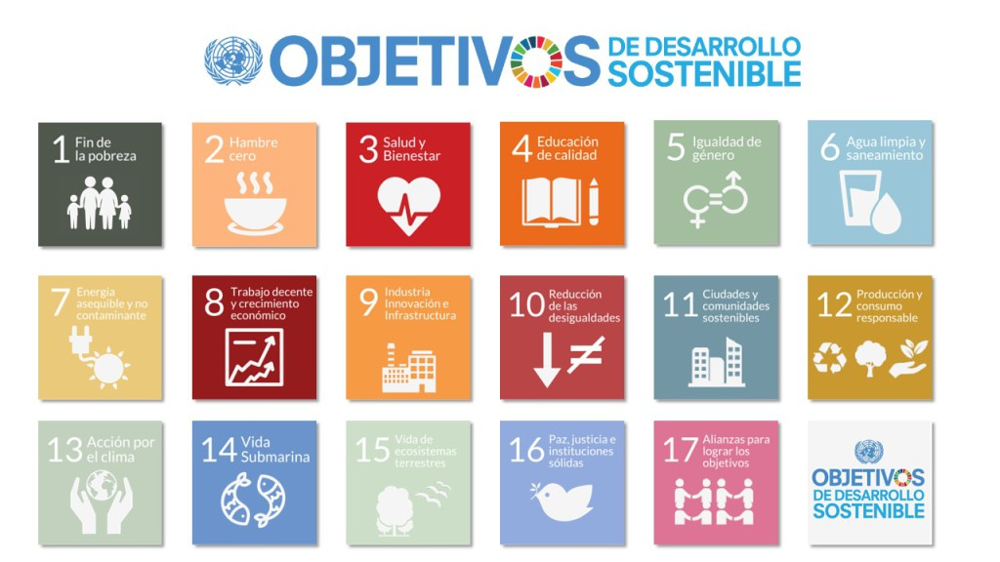 OBJETIVOS
DE DESARROLLO
SOSTENIBLE
1 Fin de
la pobreza
2 Hambre
cero
3 Salud y
Bienestar
4 Educación
de calidad
5 Igualdad de
género
6 Agua limpia y
saneamiento
7 Energía
asequible y no
contaminante
8 Trabajo decente
y crecimiento
económico
9 Industria
Innovación e
Infrastructura
10 Reducción
de las
desigualdades
11 Ciudades y
comunidades
sostenibles
12 Producción y
consumo
responsable
13 Acción por
el clima
14 Vida
Submarina
15 Vida de
ecosistemas
terrestres
16 Paz, justicia e
instituciones
sólidas
17 Alianzas para
lograr los
objetivos
OBJETIVOS
DE DESARROLLO
SOSTENIBLE